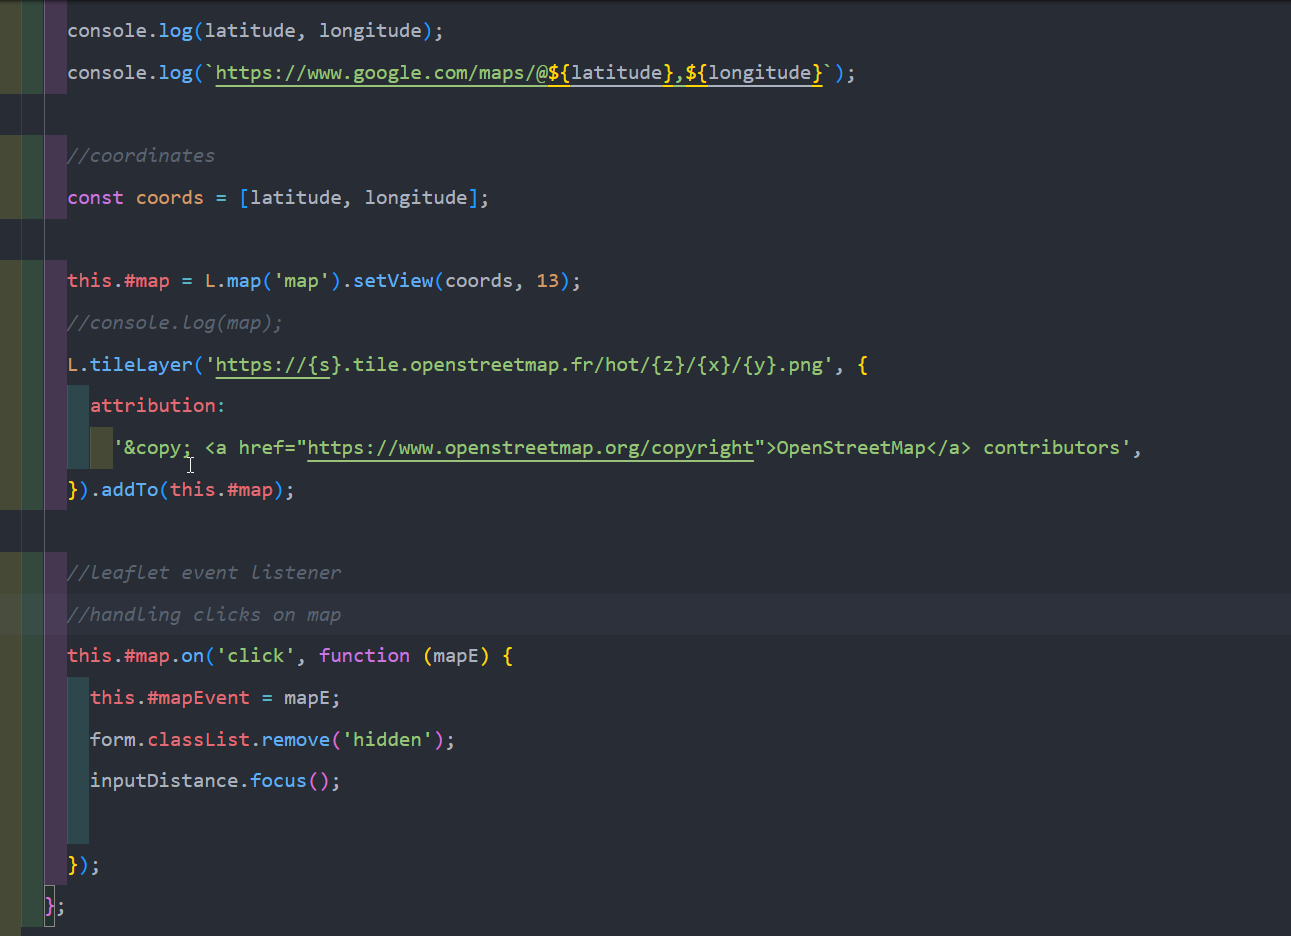 console.log(latitude, longitude);
console.log(`https://www.google.com/maps/@${latitude},${longitude}`);
//coordinates
const coords = [latitude, longitude];
this.#map = L.map('map').setView(coords, 13);
//console.log(map);
L.tileLayer('https://{s}.tile.openstreetmap.fr/hot/{z}/{x}/{y}.png', {
attribution:
'&copy; <a href="https://www.openstreetmap.org/copyright">OpenStreetMap</a> contributors',
}).addTo(this.#map);
//leaflet event listener
//handling clicks on map
this.#map.on('click', function (mapE) {
this.#mapEvent = mapE;
form.classList.remove('hidden');
inputDistance.focus();
});
};